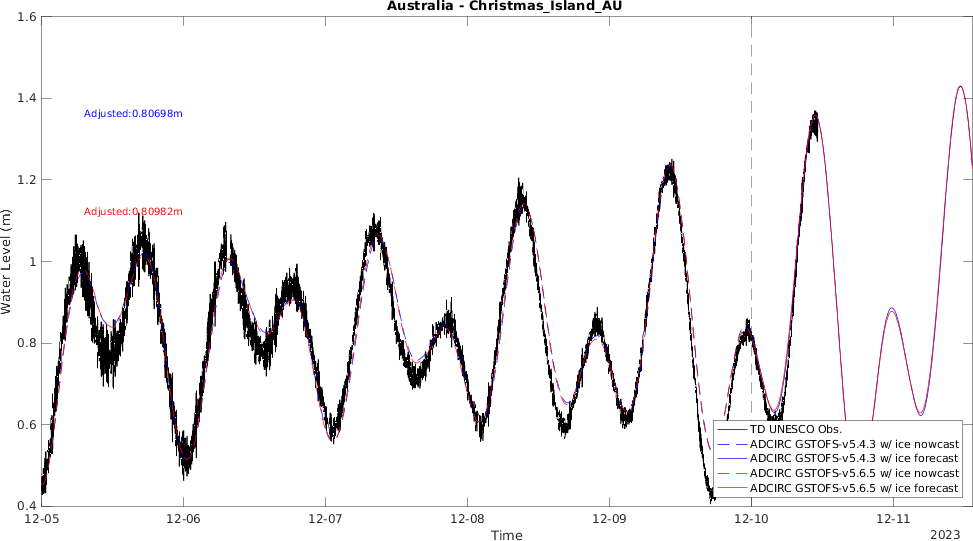 Australia - Christmas_Island_AU
1.6
1.4
1.2
1
0.8
0.6
0.4
Water Level (m)
Adjusted:0.80698m
Adjusted:0.80982m
TD UNESCO Obs.
ADCIRC GSTOFS-v5.4.3 w/ ice nowcast
ADCIRC GSTOFS-v5.4.3 w/ ice forecast
ADCIRC GSTOFS-v5.6.5 w/ ice nowcast
ADCIRC GSTOFS-v5.6.5 w/ ice forecast
12-05 12-06 12-07 12-08 12-09 12-10 12-11
Time
2023